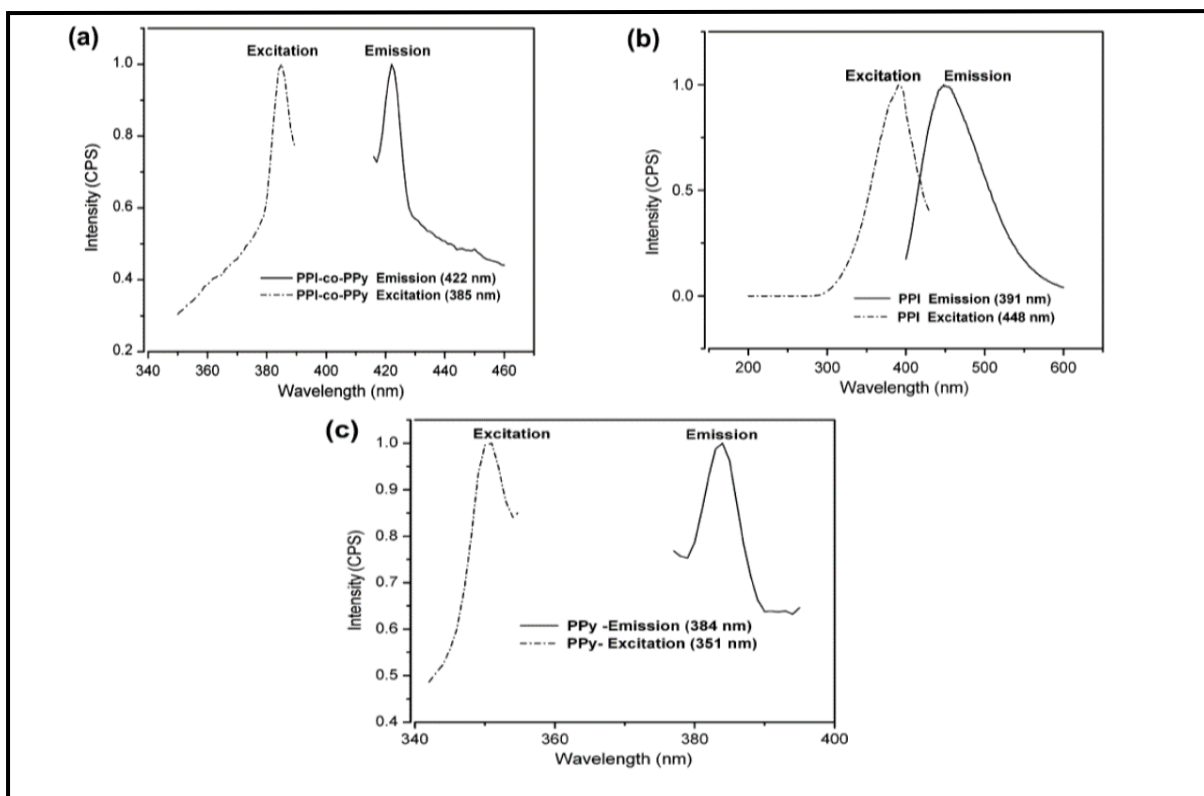 (a)
Excitation Emission
1.0
0.8
0.6
0.4
0.2
Intensity (CPS)
PPI-co-PPy Emission (422 nm)
PPI-co-PPy Excitation (385 nm)
340 360 380 400 420 440 460
Wavelength (nm)
(b)
Excitation Emission
1.0
0.5
0.0
Intensity (CPS)
PPI Emission (391 nm)
PPI Excitation (448 nm)
200 300 400 500 600
Wavelength (nm)
(c)
Excitation Emission
1.0
0.9
0.8
0.7
0.6
0.5
0.4
Intensity (CPS)
PPy -Emission (384 nm)
PPy- Excitation (351 nm)
340 360 380 400
Wavelength (nm)